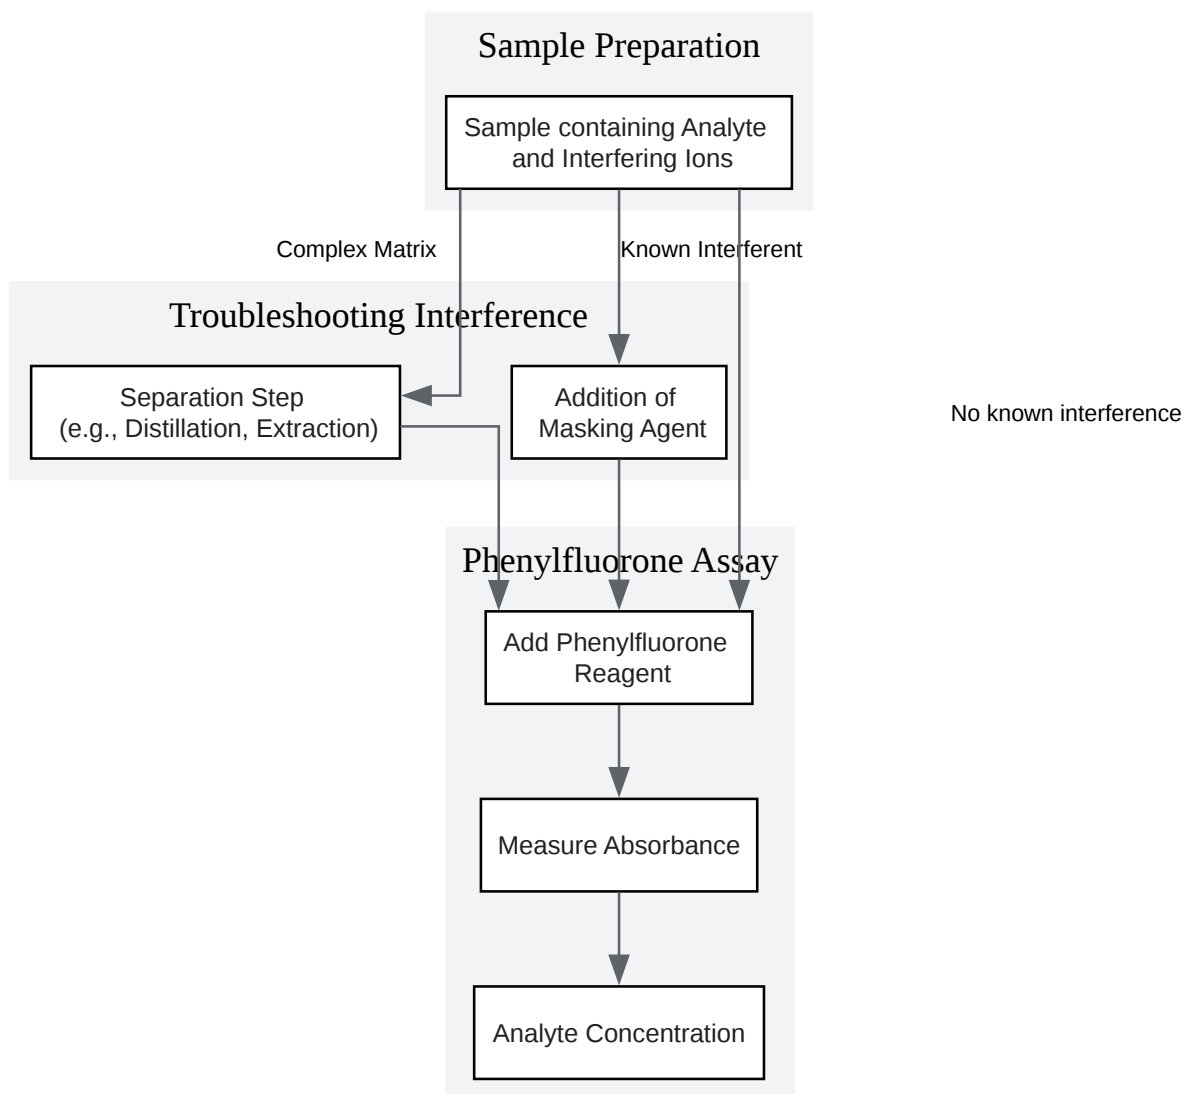 Sample Preparation
Sample containing Analyte
and Interfering Ions
Complex Matrix
Known Interferent
Troubleshooting Interference
Separation Step
(e.g., Distillation, Extraction)
Addition of
Masking Agent
No known interference
Phenylfluorone Assay
Add Phenylfluorone
Reagent
Measure Absorbance
Analyte Concentration